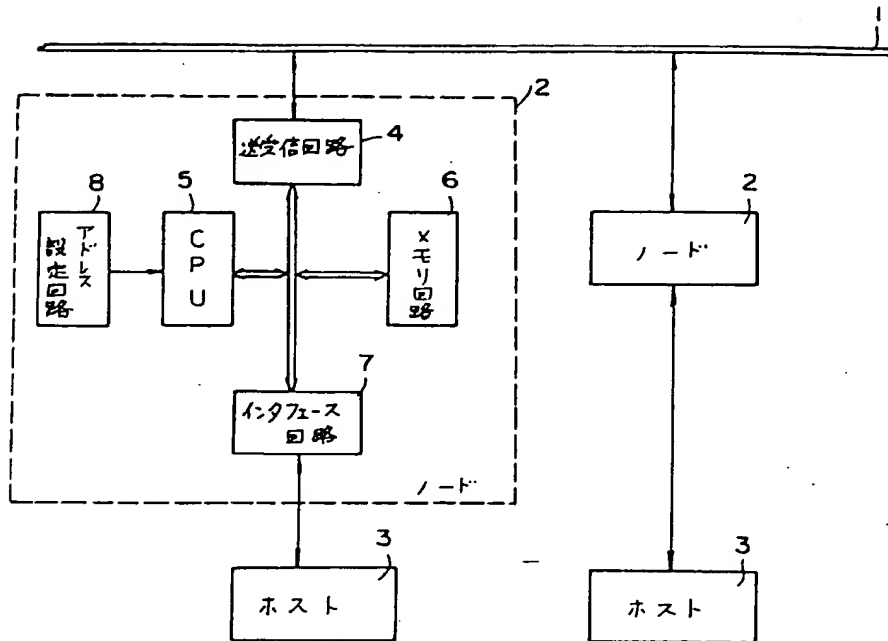 1
2
送受信回路
4
8
アドレス
設定回路
5
CPU
6
メモリ回路
2
ノード
7
インタフェース
回路
ノード
3
ホスト
3
ホスト